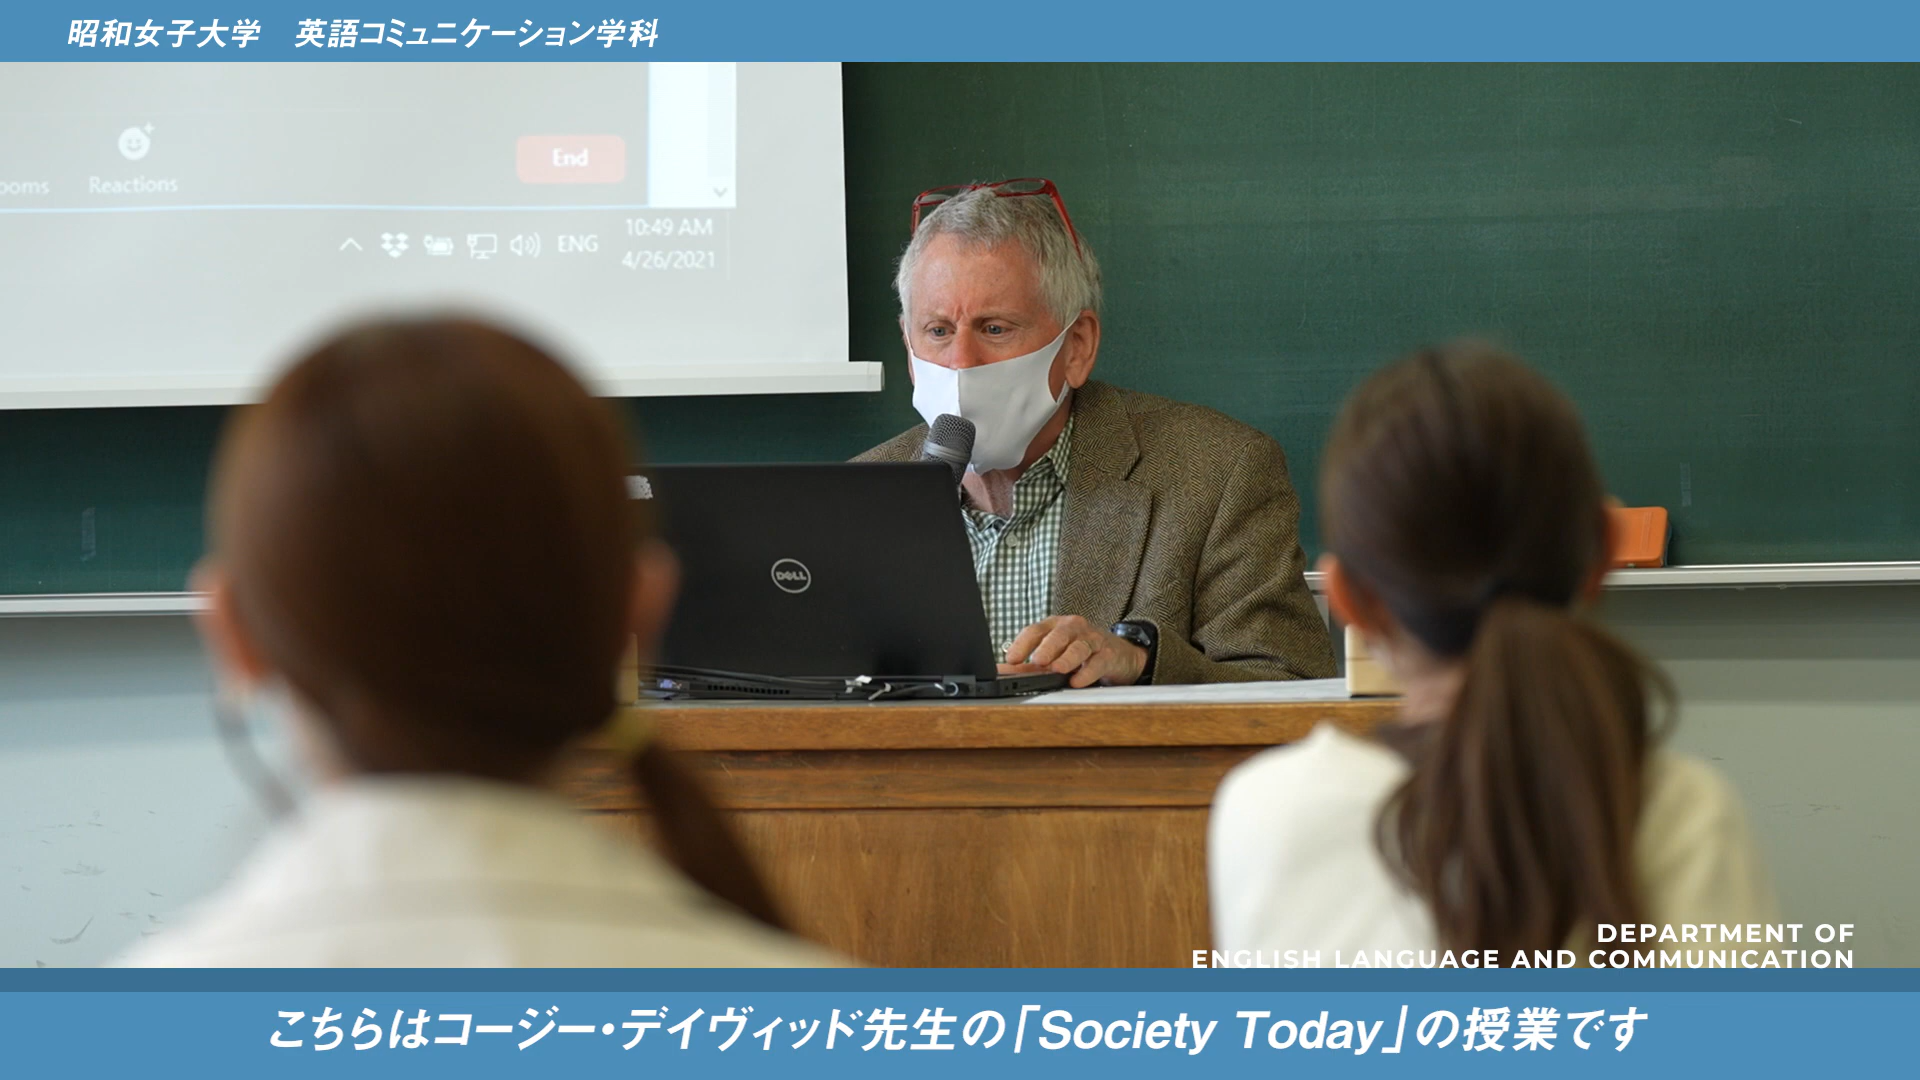 昭和女子大学　英語コミュニケーション学科
End
ooms Reactions
10:49 AM
ENG
4/26/2021
DELL
DEPARTMENT OF
ENGLISH LANGUAGE AND COMMUNICATION
こちらはコージー・デイヴィッド先生の「Society Today」の授業です